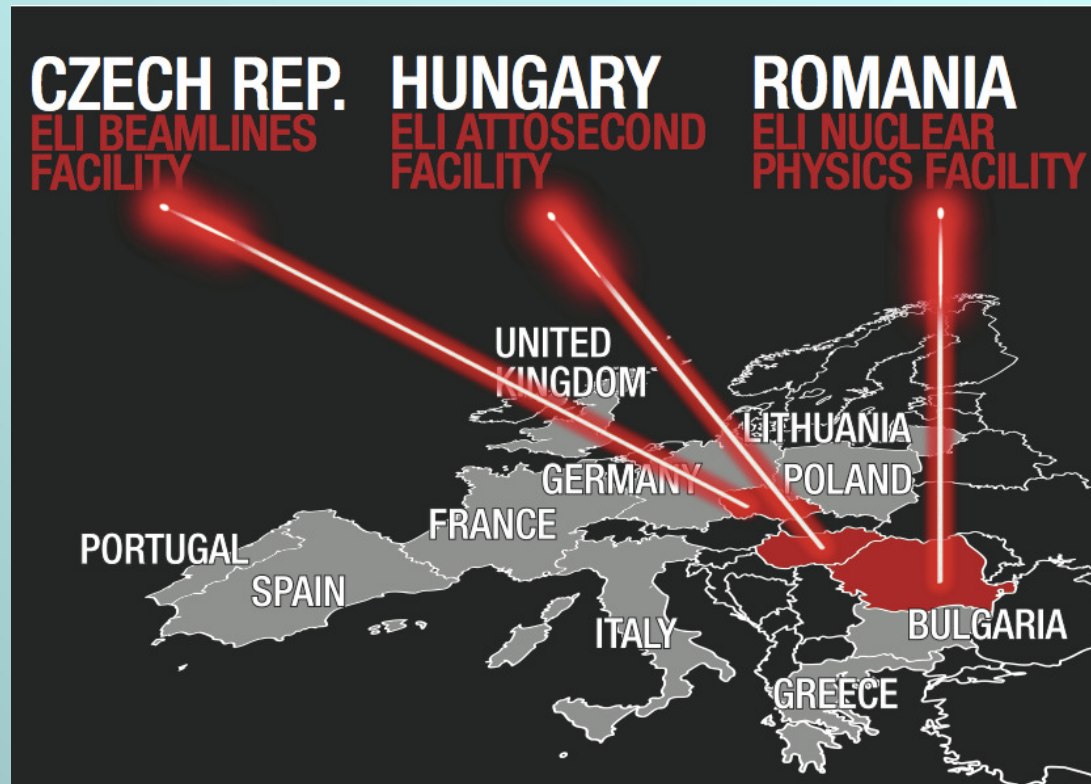 CZECH REP.
ELI BEAMLINES
FACILITY
HUNGARY
ELI ATTOSECOND
FACILITY
ROMANIA
ELI NUCLEAR
PHYSICS FACILITY
UNITED
KINGDOM
LITHUANIA
GERMANY
POLAND
FRANCE
PORTUGAL
SPAIN
ITALY
BULGARIA
GREECE